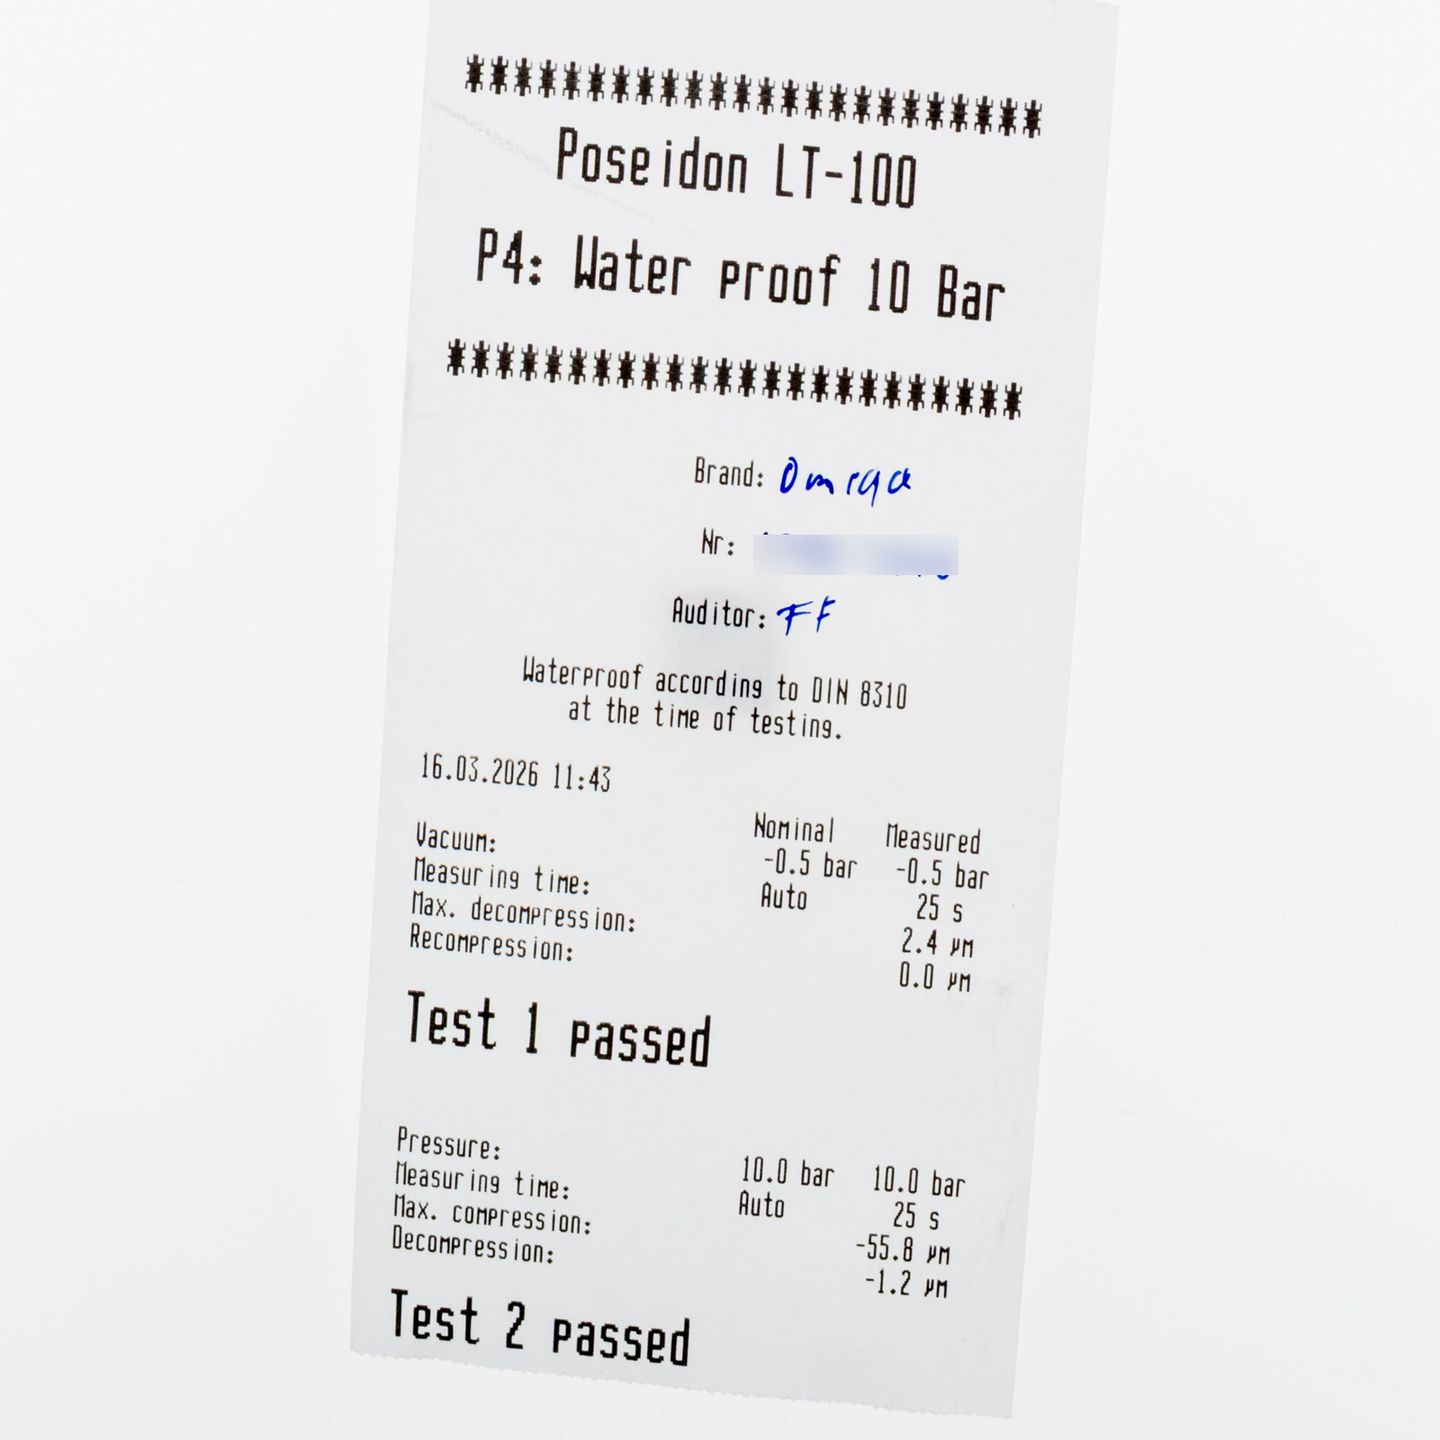 Poseidon LT-100
P4: Water proof 10 Bar
Brand: Omega
Nr:
Auditor: FF
Waterproof according to DIN 8310
at the time of testing.
16.03.2026 11:43
Nominal Measured
Vacuum: -0.5 bar -0.5 bar
Measuring time: Auto 25 s
Max. decompression: 2.4 µm
Recompression: 0.0 µm
Test 1 passed
Pressure: 10.0 bar 10.0 bar
Measuring time: Auto 25 s
Max. compression: -55.8 µm
Decompression: -1.2 µm
Test 2 passed